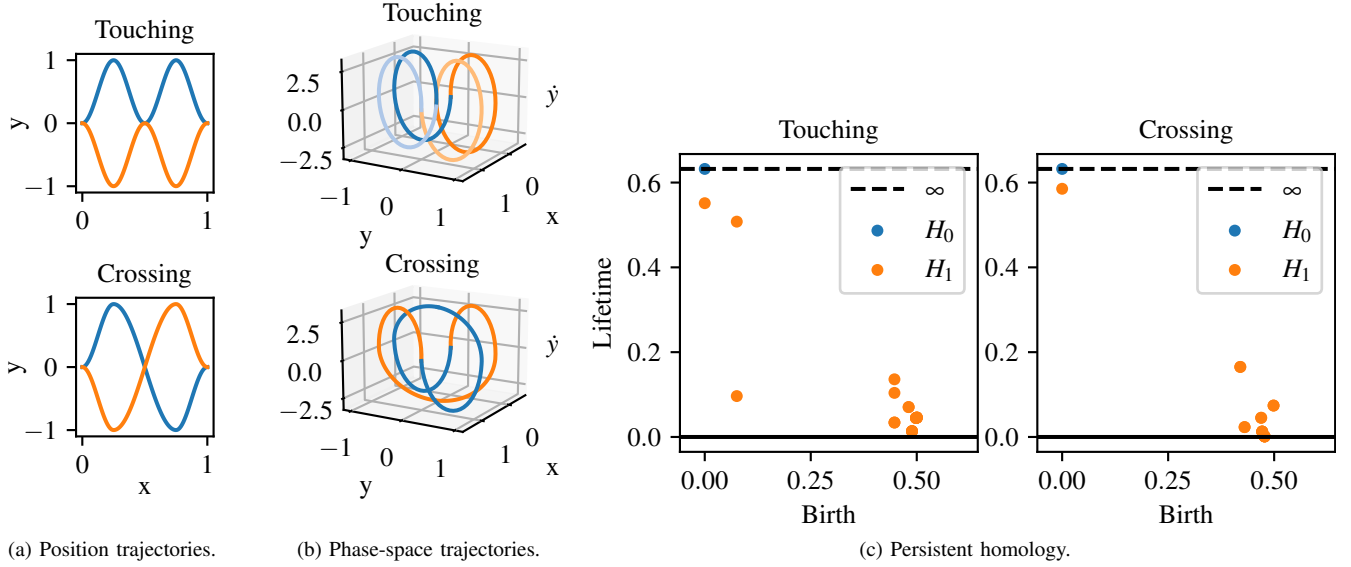 Touching
1
0
−1
y
0
1
Crossing
1
0
−1
y
0
1
x
(a) Position trajectories.
Touching
2.5
0.0
−2.5
ẏ
−1
0
1
y
1
0
x
Crossing
2.5
0.0
−2.5
ẏ
−1
0
1
y
1
0
x
(b) Phase-space trajectories.
Touching
0.6
0.4
0.2
0.0
Lifetime
0.00
0.25
0.50
Birth
∞
H₀
H₁
Crossing
0.6
0.4
0.2
0.0
0.00
0.25
0.50
Birth
∞
H₀
H₁
(c) Persistent homology.